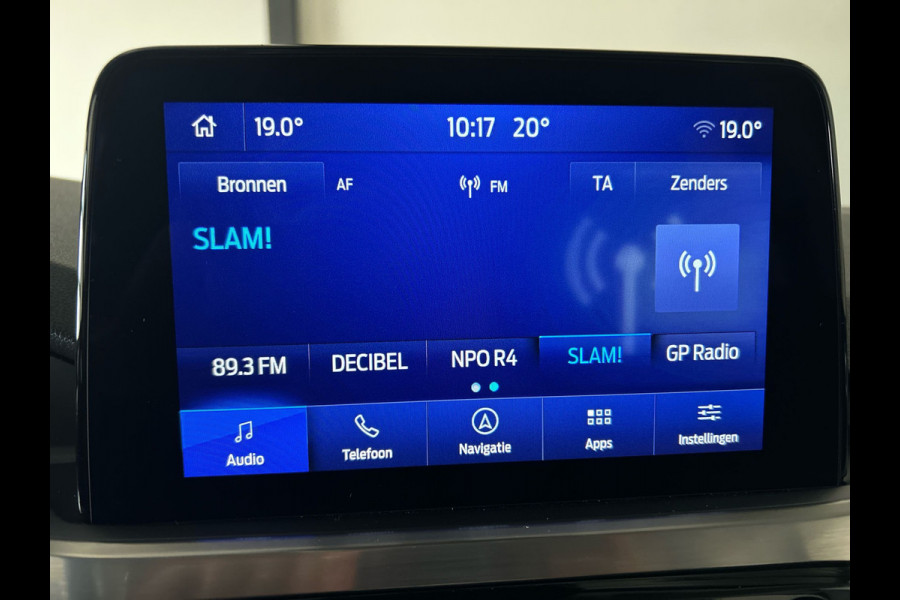 19.0° 10:17 20° 19.0°
Bronnen AF FM TA Zenders
SLAM!
89.3 FM DECIBEL NPO R4 SLAM! GP Radio
Audio Telefoon Navigatie Apps Instellingen